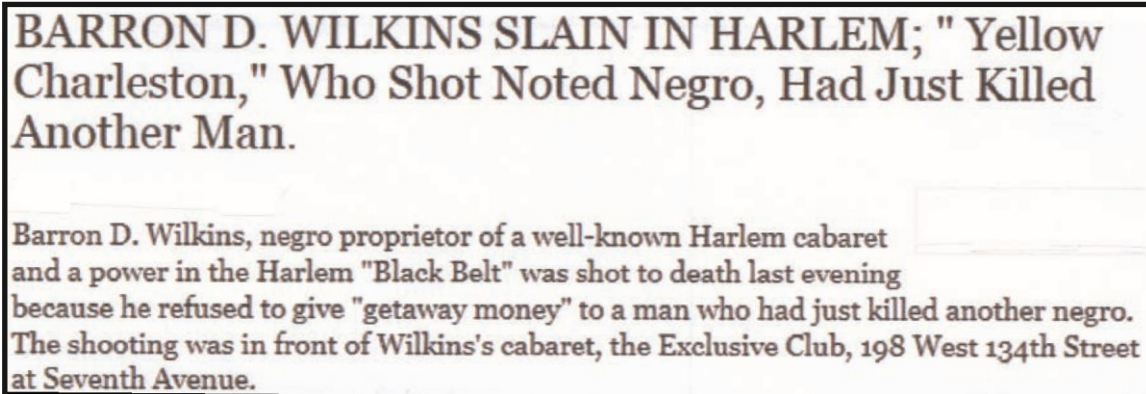 BARRON D. WILKINS SLAIN IN HARLEM; " Yellow
Charleston," Who Shot Noted Negro, Had Just Killed
Another Man.
Barron D. Wilkins, negro proprietor of a well-known Harlem cabaret
and a power in the Harlem "Black Belt" was shot to death last evening
because he refused to give "getaway money" to a man who had just killed another negro.
The shooting was in front of Wilkins's cabaret, the Exclusive Club, 198 West 134th Street
at Seventh Avenue.